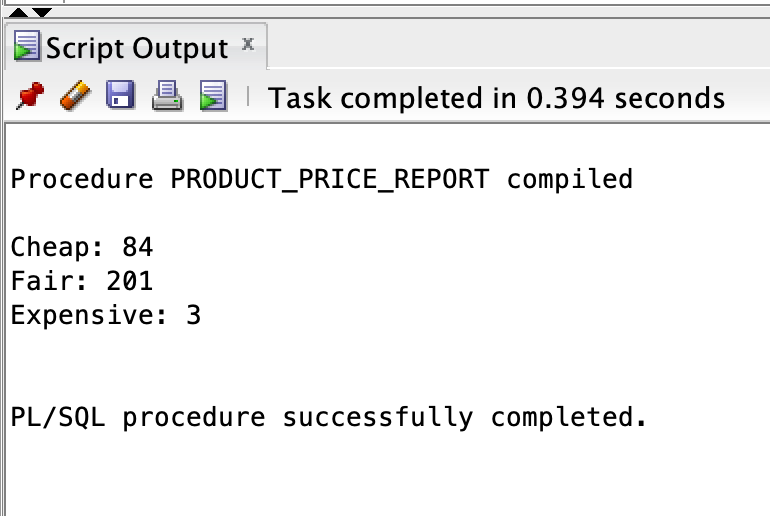 Script Output x
Task completed in 0.394 seconds
Procedure PRODUCT_PRICE_REPORT compiled
Cheap: 84
Fair: 201
Expensive: 3
PL/SQL procedure successfully completed.